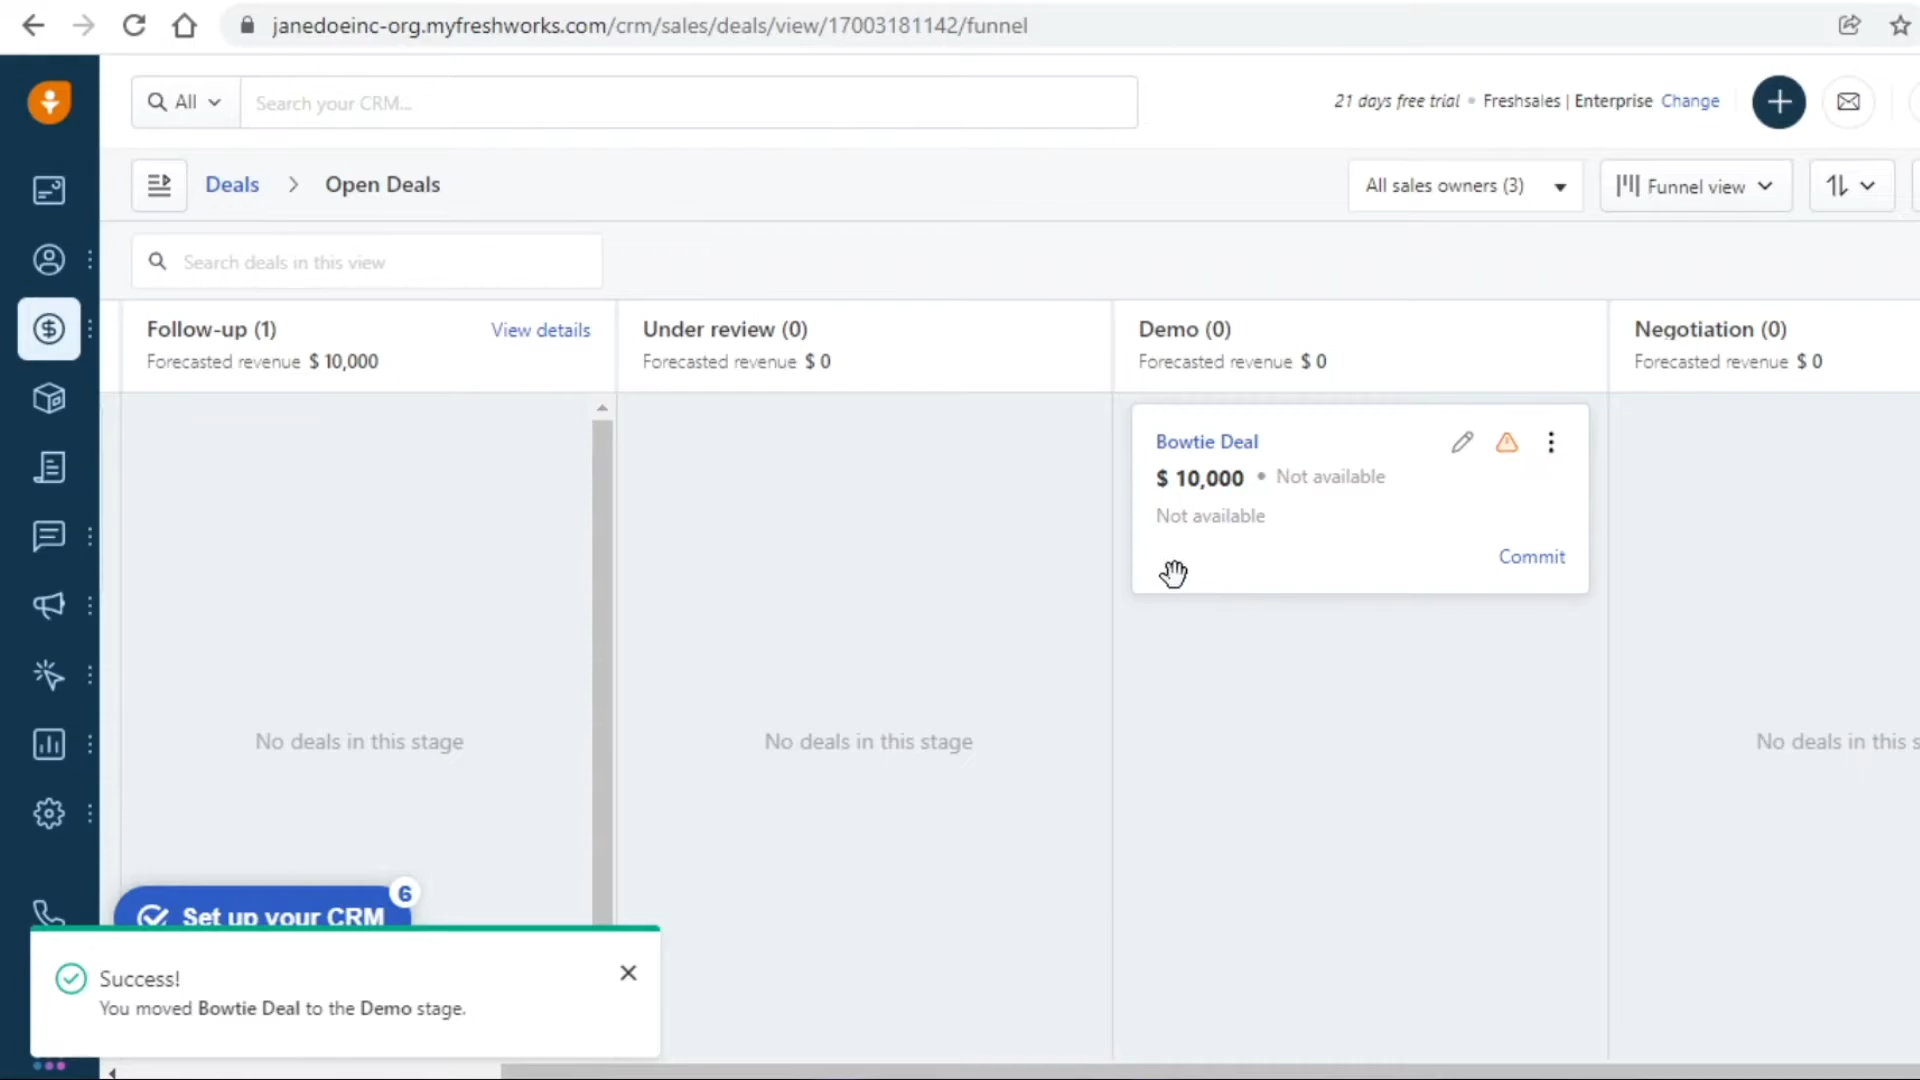 janedoeinc-org.myfreshworks.com/crm/sales/deals/view/17003181142/funnel
All
Search your CRM...
21 days free trial • Freshsales | Enterprise Change
Deals > Open Deals
All sales owners (3)
Funnel view
Search deals in this view
Follow-up (1)
View details
Forecasted revenue $ 10,000
Under review (0)
Forecasted revenue $ 0
Demo (0)
Forecasted revenue $ 0
Negotiation (0)
Forecasted revenue $ 0
Bowtie Deal
$ 10,000 • Not available
Not available
Commit
No deals in this stage
No deals in this stage
No deals in this s
6
Set up your CRM
Success!
You moved Bowtie Deal to the Demo stage.